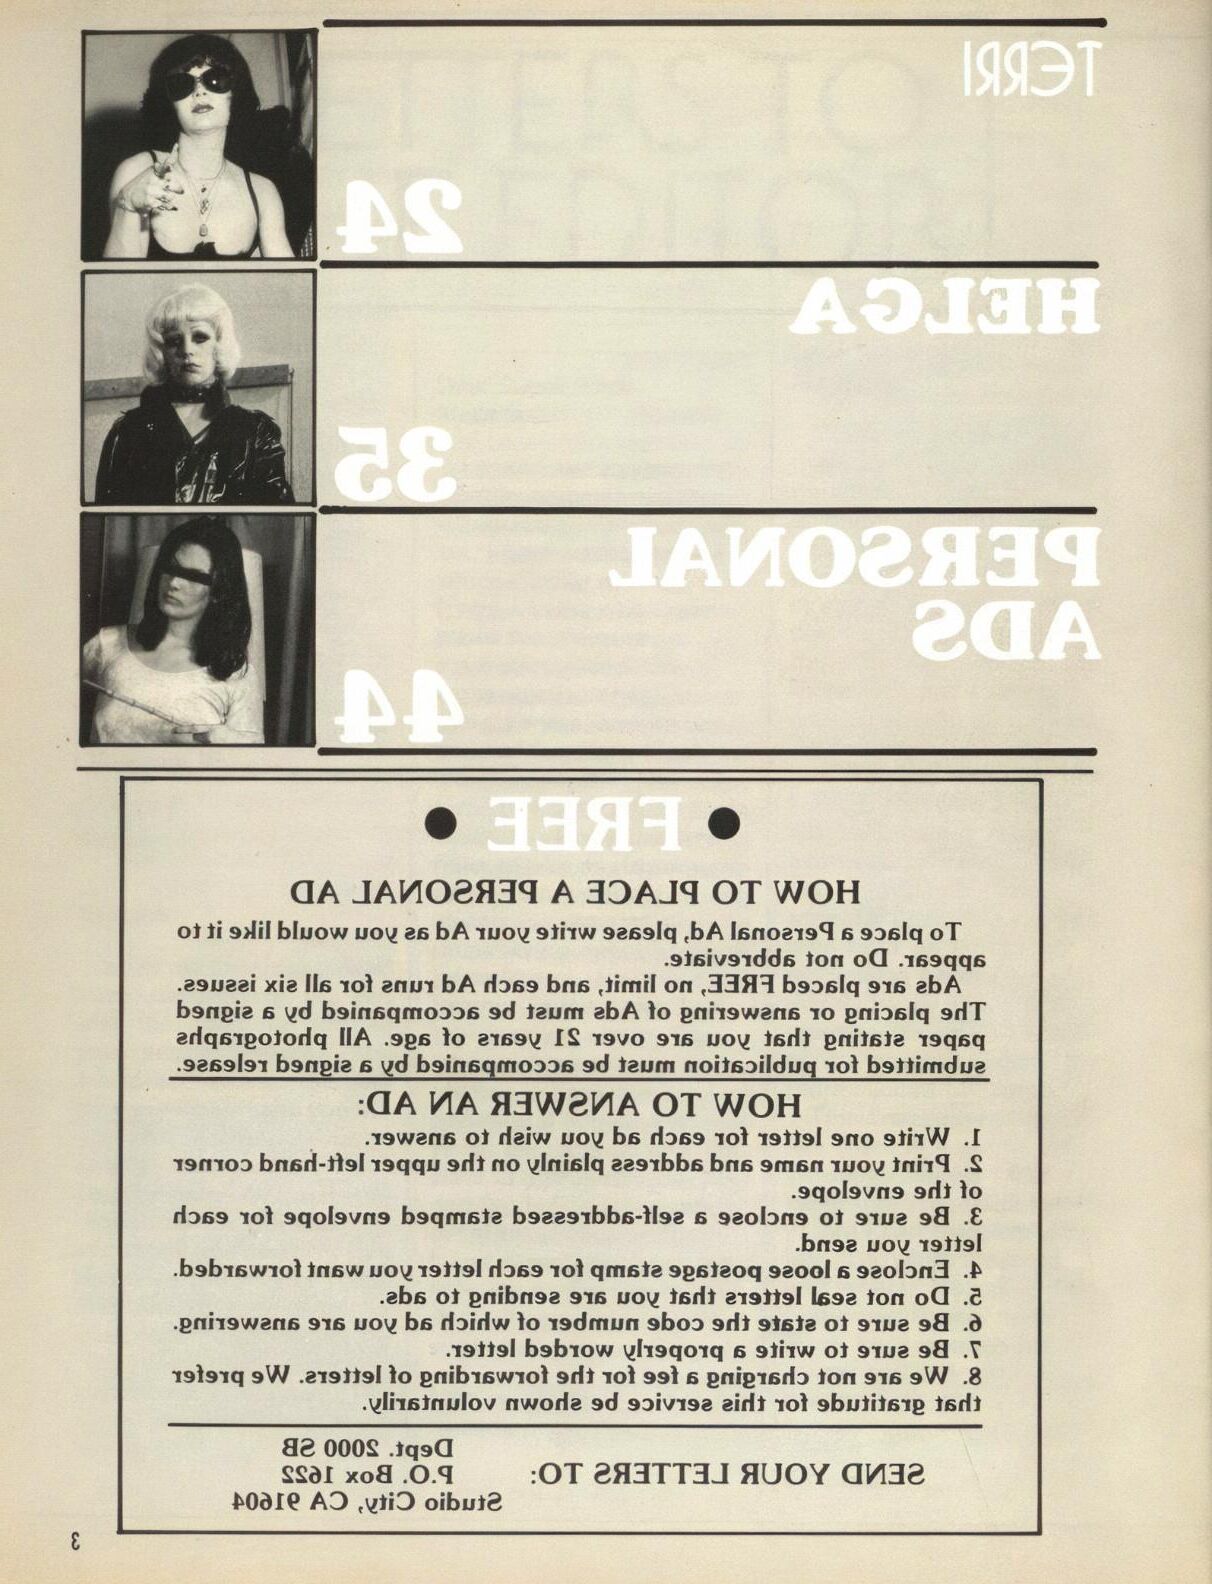 TERRI
24
HELGA
35
PERSONAL
ADS
44
• FREE •
HOW TO PLACE A PERSONAL AD
To place a Personal Ad, please write your Ad as you would like it to
appear. Do not abbreviate.
Ads are placed FREE, no limit, and each Ad runs for all six issues.
The placing or answering of Ads must be accompanied by a signed
paper stating that you are over 21 years of age. All photographs
submitted for publication must be accompanied by a signed release.
HOW TO ANSWER AN AD:
1. Write one letter for each ad you wish to answer.
2. Print your name and address plainly on the upper left-hand corner
of the envelope.
3. Be sure to enclose a self-addressed stamped envelope for each
letter you send.
4. Enclose a loose postage stamp for each letter you want forwarded.
5. Do not seal letters that you are sending to ads.
6. Be sure to state the code number of which ad you are answering.
7. Be sure to write a properly worded letter.
8. We are not charging a fee for the forwarding of letters. We prefer
that gratitude for this service be shown voluntarily.
SEND YOUR LETTERS TO:
Dept. 2000 SB
P.O. Box 1622
Studio City, CA 91604
3